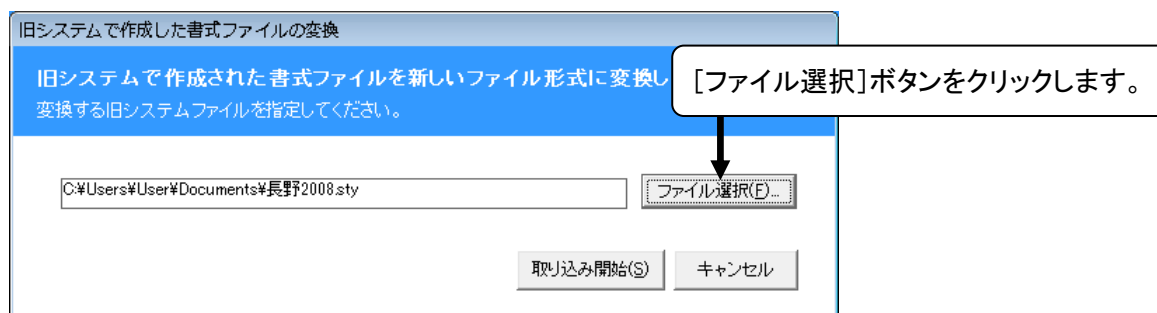 旧システムで作成した書式ファイルの変換
旧システムで作成された書式ファイルを新しいファイル形式に変換し
[ファイル選択]ボタンをクリックします。
変換する旧システムファイルを指定してください。
C:¥Users¥User¥Documents¥長野2008.sty
ファイル選択(F)...
取り込み開始(S)
キャンセル